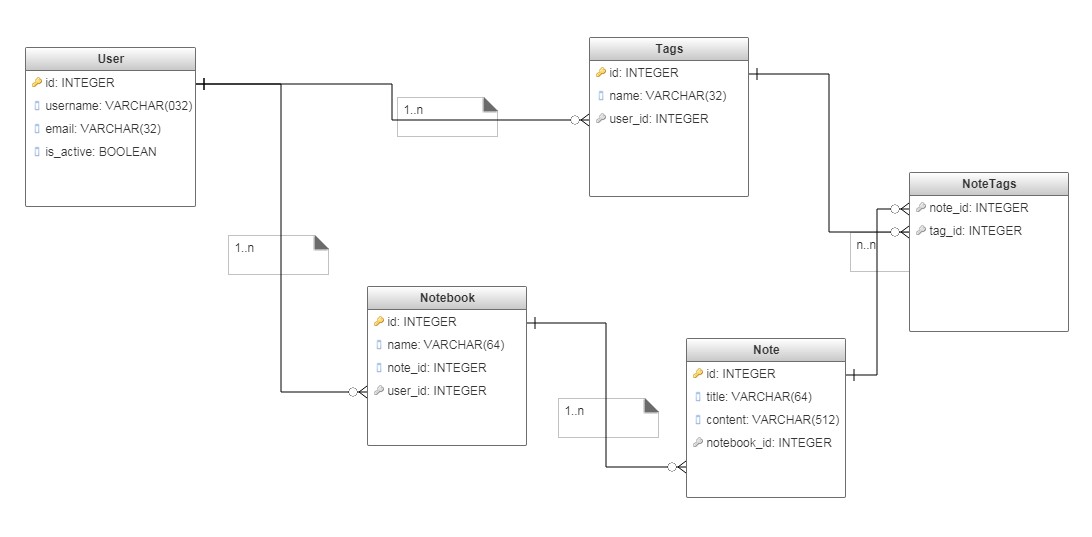 User
id: INTEGER
username: VARCHAR(032)
email: VARCHAR(32)
is_active: BOOLEAN
1..n
Tags
id: INTEGER
name: VARCHAR(32)
user_id: INTEGER
NoteTags
note_id: INTEGER
tag_id: INTEGER
n..n
1..n
Notebook
id: INTEGER
name: VARCHAR(64)
note_id: INTEGER
user_id: INTEGER
1..n
Note
id: INTEGER
title: VARCHAR(64)
content: VARCHAR(512)
notebook_id: INTEGER